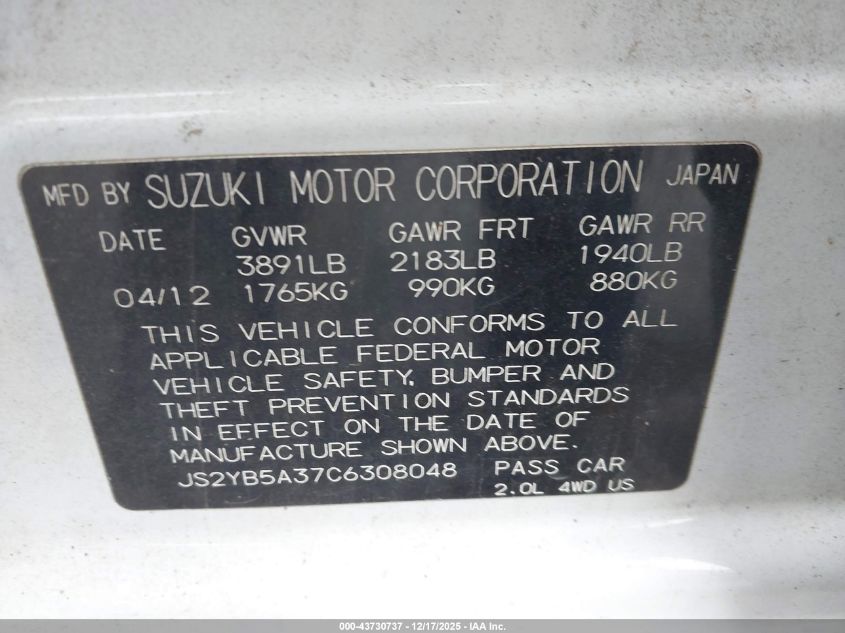 MFD BY SUZUKI MOTOR CORPORATION JAPAN
DATE GVWR GAWR FRT GAWR RR
3891LB 2183LB 1940LB
04/12 1765KG 990KG 880KG
THIS VEHICLE CONFORMS TO ALL
APPLICABLE FEDERAL MOTOR
VEHICLE SAFETY, BUMPER AND
THEFT PREVENTION STANDARDS
IN EFFECT ON THE DATE OF
MANUFACTURE SHOWN ABOVE.
JS2YB5A37C6308048 PASS CAR
2.0L 4WD US
000-43730737 - 12/17/2025 - IAA Inc.